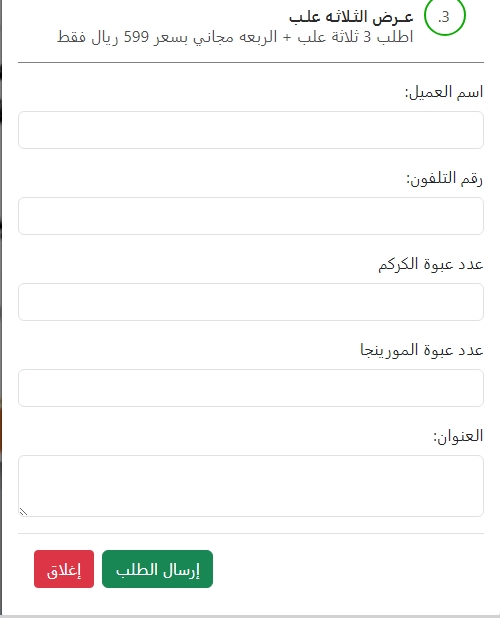 3.
عـرض الثـلاثـه علـب
اطلب 3 ثلاثة علب + الربعه مجاني بسعر 599 ريال فقط
اسم العميل:
رقم التلفون:
عدد عبوة الكركم
عدد عبوة المورينجا
العنوان:
إرسال الطلب
إغلاق